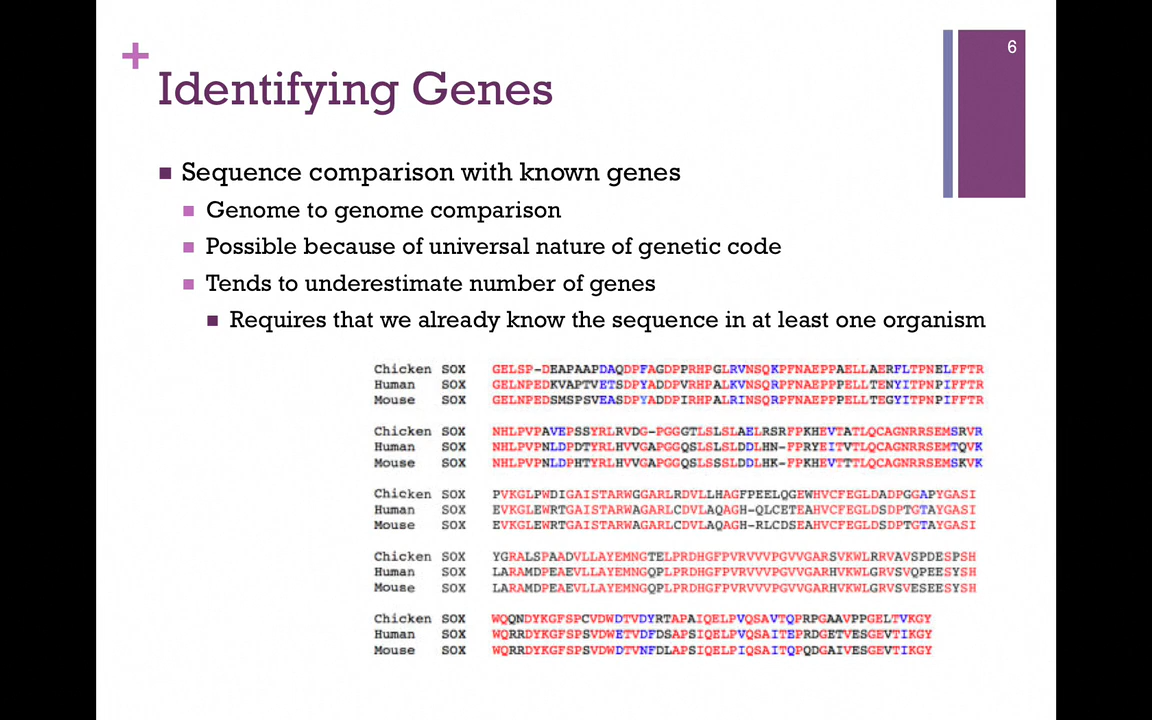 6
+
Identifying Genes
Sequence comparison with known genes
Genome to genome comparison
Possible because of universal nature of genetic code
Tends to underestimate number of genes
Requires that we already know the sequence in at least one organism
Chicken SOX GELSP-DEAPAAPDAQDPFAGDPPRHPGLRVNSQKPFNAEPPAELLAERFLTPNELFFTR
Human SOX GELNPEDKVAPTVETSDPYADDPVRHPALKVNSQRPFNAEPPPELLTENYITPNPIFFTR
Mouse SOX GELNPEDSMSPSVEASDPYADDPIRHPALRINSQRPFNAEPPPELLTEGYITPNPIFFTR
Chicken SOX NHLPVPAVEPSSYRLRVDG-PGGGTLSLSLAELRSRFPKHEVTATLQCAGNRRSEMSRVR
Human SOX NHLPVPNLDPDTYRLHVVGAPGGQSLSLSLDDLHN-FPRYEITVTLQCAGNRRSEMTQVK
Mouse SOX NHLPVPNLDPHTYRLHVVGAPGGQSLSSSLDDLHK-FPKHEVTTTLQCAGNRRSEMSKVK
Chicken SOX PVKGLPWDIGAISTARWGGARLRDVLLHAGFPEELQGEWHVCFEGLDADPGGAPYGASI
Human SOX EVKGLEWRTGAISTARWAGARLCDVLAQAGH-QLCETEAHVCFEGLDSDPTGTAYGASI
Mouse SOX EVKGLEWRTGAISTARWAGARLCDVLAQAGH-RLCDSEAHVCFEGLDSDPTGTAYGASI
Chicken SOX YGRALSPAADVLLAYEMNGTELPRDHGFPVRVVVPGVVGARSVKWLRRVAVSPDESPSH
Human SOX LARAMDPEAEVLLAYEMNGQPLPRDHGFPVRVVVPGVVGARHVKWLGRVSVQPEESYSH
Mouse SOX LARAMDPEAEVLLAYEMNGQPLPRDHGFPVRVVVPGVVGARHVKWLGRVSVESEESYSH
Chicken SOX WQQNDYKGFSPCVDWDTVDYRTAPAIQELPVQSAVTQPRPGAAVPPGELTVKGY
Human SOX WQRRDYKGFSPSVDWETVDFDSAPSIQELPVQSAITEPRDGETVESGEVTIKGY
Mouse SOX WQRRDYKGFSPSVDWDTVNFDLAPSIQELPIQSAITQPQDGAIVESGEVTIKGY